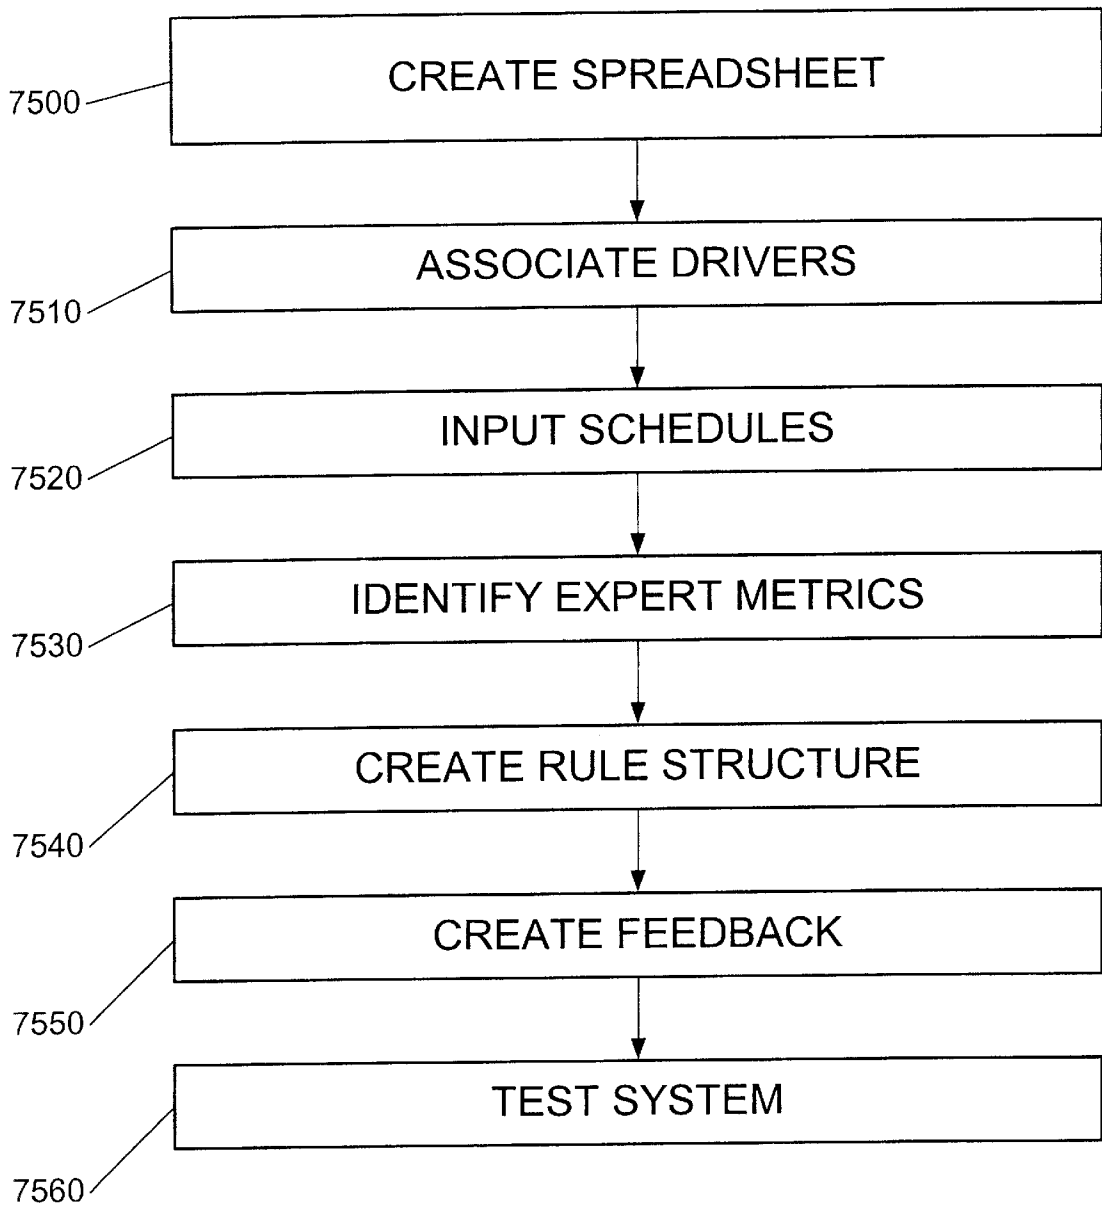 CREATE SPREADSHEET
7500
ASSOCIATE DRIVERS
7510
INPUT SCHEDULES
7520
IDENTIFY EXPERT METRICS
7530
CREATE RULE STRUCTURE
7540
CREATE FEEDBACK
7550
TEST SYSTEM
7560